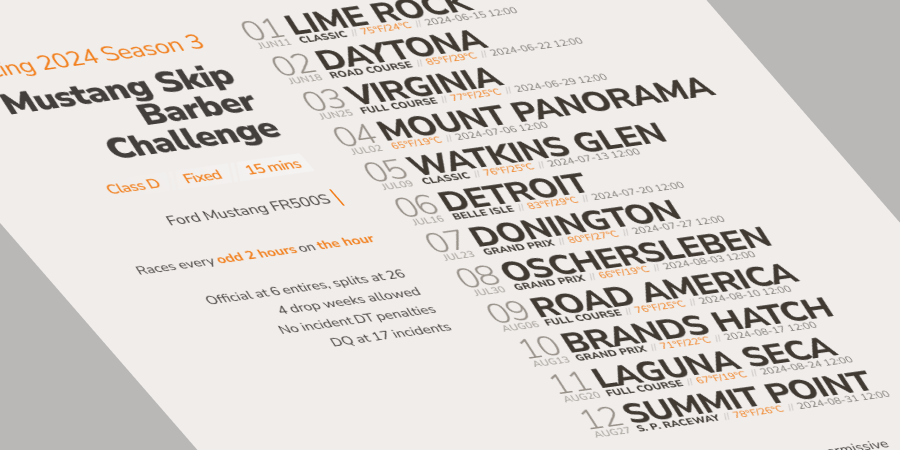 ing 2024 Season 3
Mustang Skip
Barber
Challenge
Class D Fixed 15 mins
Ford Mustang FR500S
Races every odd 2 hours on the hour
Official at 6 entires, splits at 26
4 drop weeks allowed
No incident DT penalties
DQ at 17 incidents
01 LIME ROCK
JUN11 CLASSIC // 75°F/24°C // 2024-06-15 12:00
02 DAYTONA
JUN18 ROAD COURSE // 85°F/29°C // 2024-06-22 12:00
03 VIRGINIA
JUN25 FULL COURSE // 77°F/25°C // 2024-06-29 12:00
04 MOUNT PANORAMA
JUL02 65°F/19°C // 2024-07-06 12:00
05 WATKINS GLEN
JUL09 CLASSIC // 76°F/25°C // 2024-07-13 12:00
06 DETROIT
JUL16 BELLE ISLE // 83°F/29°C // 2024-07-20 12:00
07 DONINGTON
JUL23 GRAND PRIX // 80°F/27°C // 2024-07-27 12:00
08 OSCHERSLEBEN
JUL30 GRAND PRIX // 66°F/19°C // 2024-08-03 12:00
09 ROAD AMERICA
AUG06 FULL COURSE // 76°F/25°C // 2024-08-10 12:00
10 BRANDS HATCH
AUG13 GRAND PRIX // 71°F/22°C // 2024-08-17 12:00
11 LAGUNA SECA
AUG20 FULL COURSE // 67°F/19°C // 2024-08-24 12:00
12 SUMMIT POINT
AUG27 S. P. RACEWAY // 78°F/26°C // 2024-08-31 12:00
ermissive